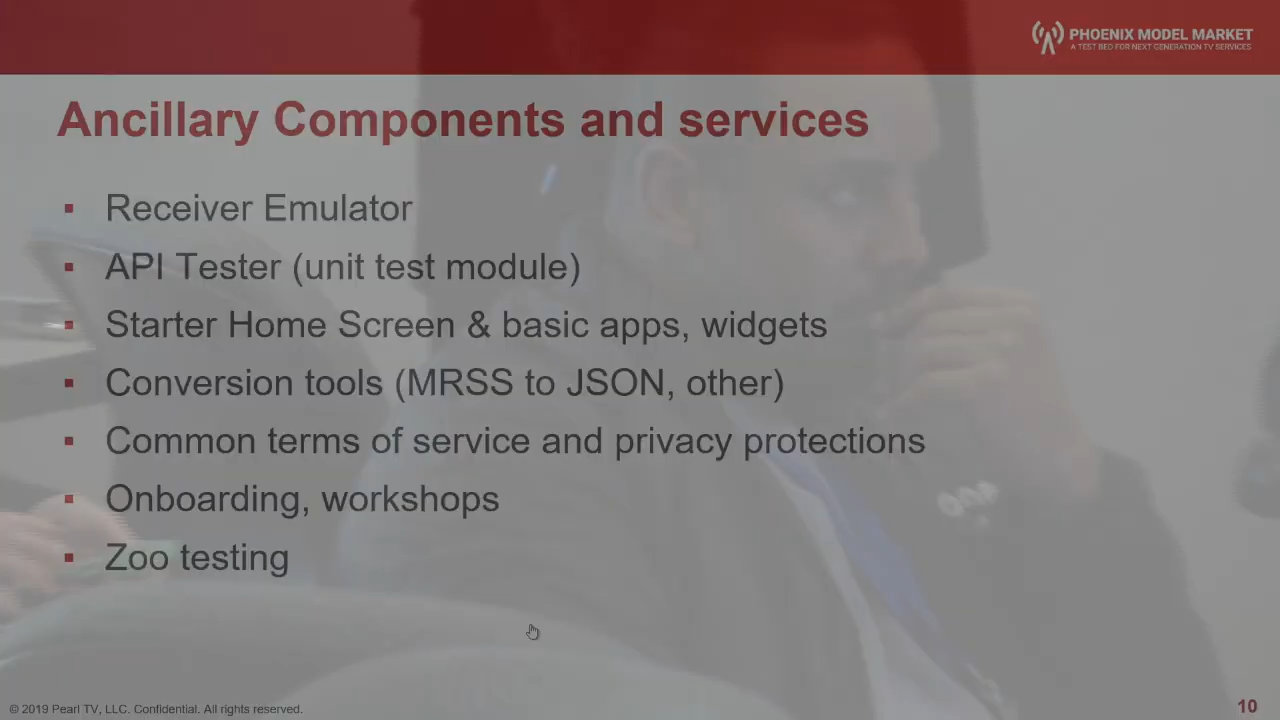 PHOENIX MODEL MARKET
A TEST BED FOR NEXT GENERATION TV SERVICES
Ancillary Components and services
▪ Receiver Emulator
▪ API Tester (unit test module)
▪ Starter Home Screen & basic apps, widgets
▪ Conversion tools (MRSS to JSON, other)
▪ Common terms of service and privacy protections
▪ Onboarding, workshops
▪ Zoo testing
© 2019 Pearl TV, LLC. Confidential. All rights reserved.
10